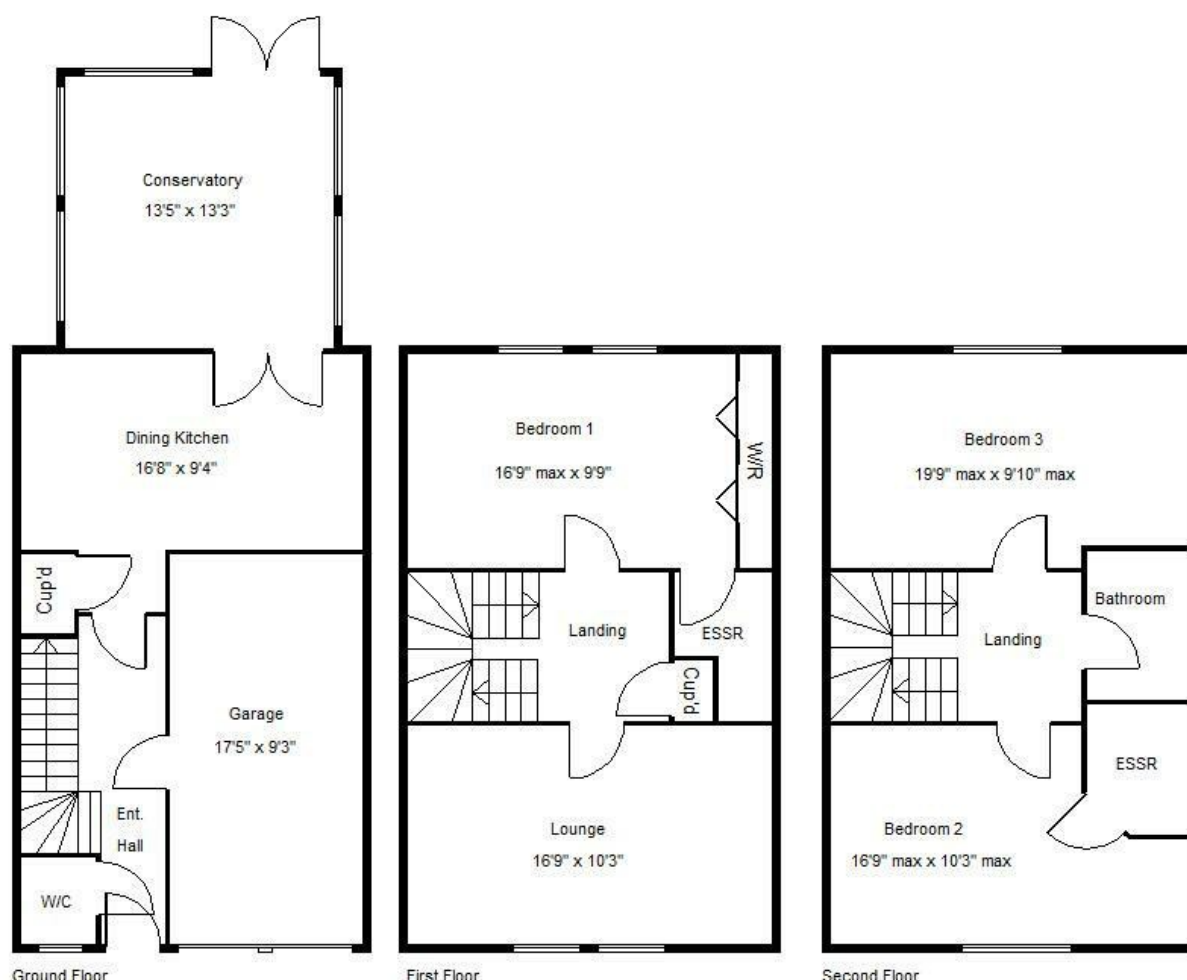 Conservatory
13'5" x 13'3"
Dining Kitchen
16'8" x 9'4"
Cup'd
Garage
17'5" x 9'3"
Ent.
Hall
W/C
Ground Floor
Bedroom 1
16'9" max x 9'9"
W/R
Landing
ESSR
Cup'd
Lounge
16'9" x 10'3"
First Floor
Bedroom 3
19'9" max x 9'10" max
Bathroom
Landing
ESSR
Bedroom 2
16'9" max x 10'3" max
Second Floor